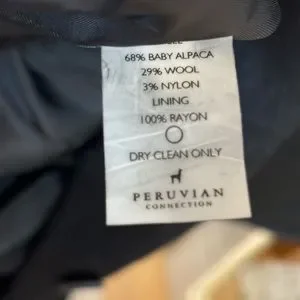 68% BABY ALPACA
29% WOOL
3% NYLON
LINING
100% RAYON
DRY CLEAN ONLY
PERUVIAN
CONNECTION